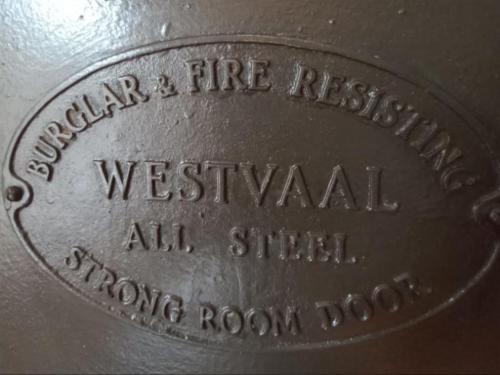 BURGLAR & FIRE RESISTING
WESTVAAL
ALL STEEL
STRONG ROOM DOOR